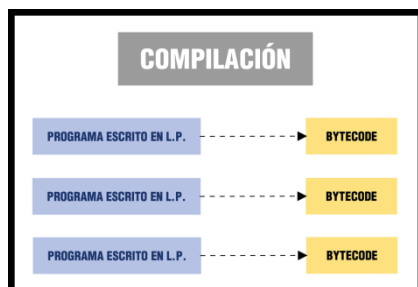 COMPILACIÓN
PROGRAMA ESCRITO EN L.P.
BYTECODE
PROGRAMA ESCRITO EN L.P.
BYTECODE
PROGRAMA ESCRITO EN L.P.
BYTECODE